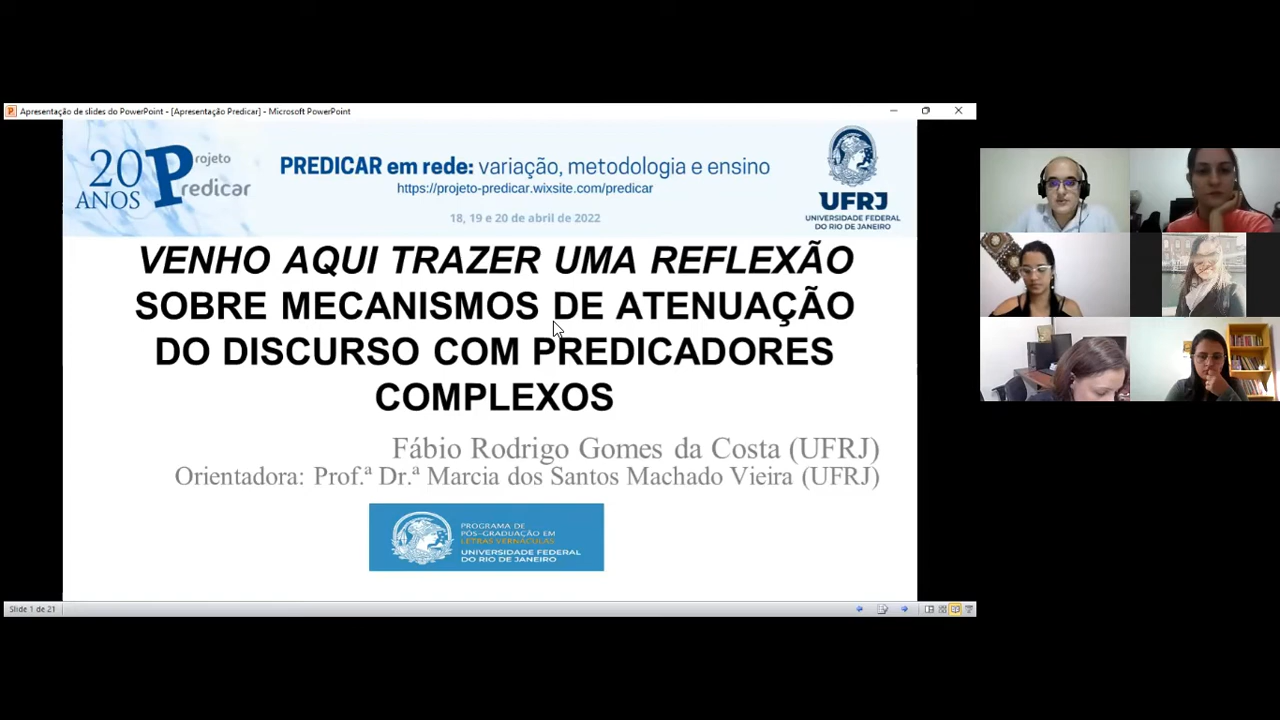 Apresentação de slides do PowerPoint - [Apresentação Predicar] - Microsoft PowerPoint
20 ANOS Projeto Predicar
PREDICAR em rede: variação, metodologia e ensino
https://projeto-predicar.wixsite.com/predicar
18, 19 e 20 de abril de 2022
UFRJ
UNIVERSIDADE FEDERAL
DO RIO DE JANEIRO
VENHO AQUI TRAZER UMA REFLEXÃO
SOBRE MECANISMOS DE ATENUAÇÃO
DO DISCURSO COM PREDICADORES
COMPLEXOS
Fábio Rodrigo Gomes da Costa (UFRJ)
Orientadora: Prof.ª Dr.ª Marcia dos Santos Machado Vieira (UFRJ)
PROGRAMA DE
PÓS-GRADUAÇÃO EM
LETRAS VERNÁCULAS
UNIVERSIDADE FEDERAL
DO RIO DE JANEIRO
Slide 1 de 21